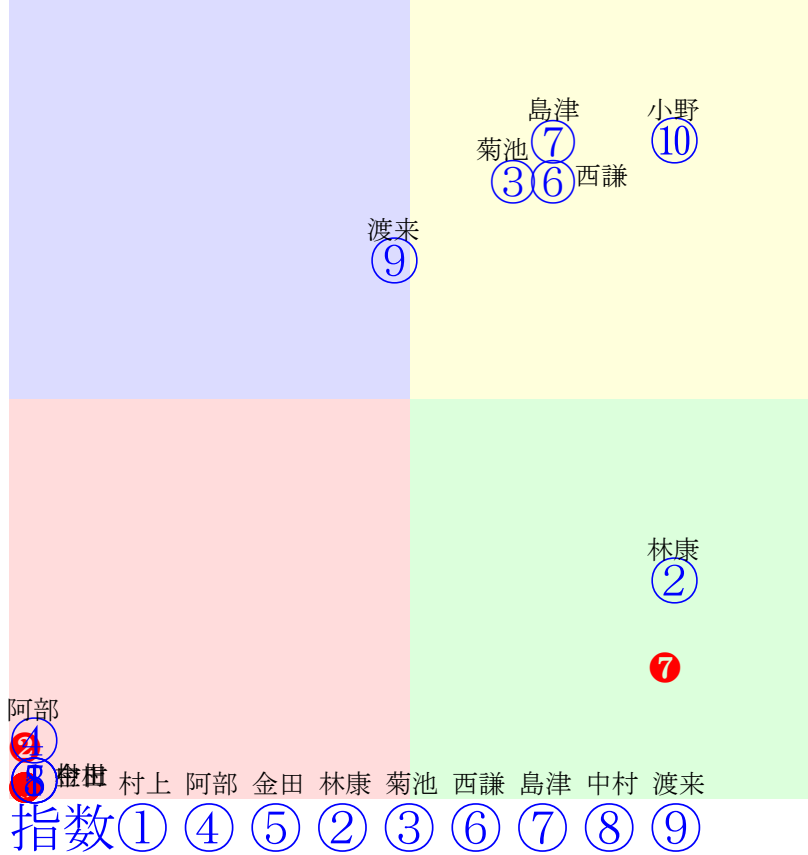 島津
小野
⑦
⑩
菊池
③
⑥
西謙
渡来
⑨
林康
②
❼
阿部
④
村上 阿部 金田 林康 菊池 西謙 島津 中村 渡来
指数 ① ④ ⑤ ② ③ ⑥ ⑦ ⑧ ⑨